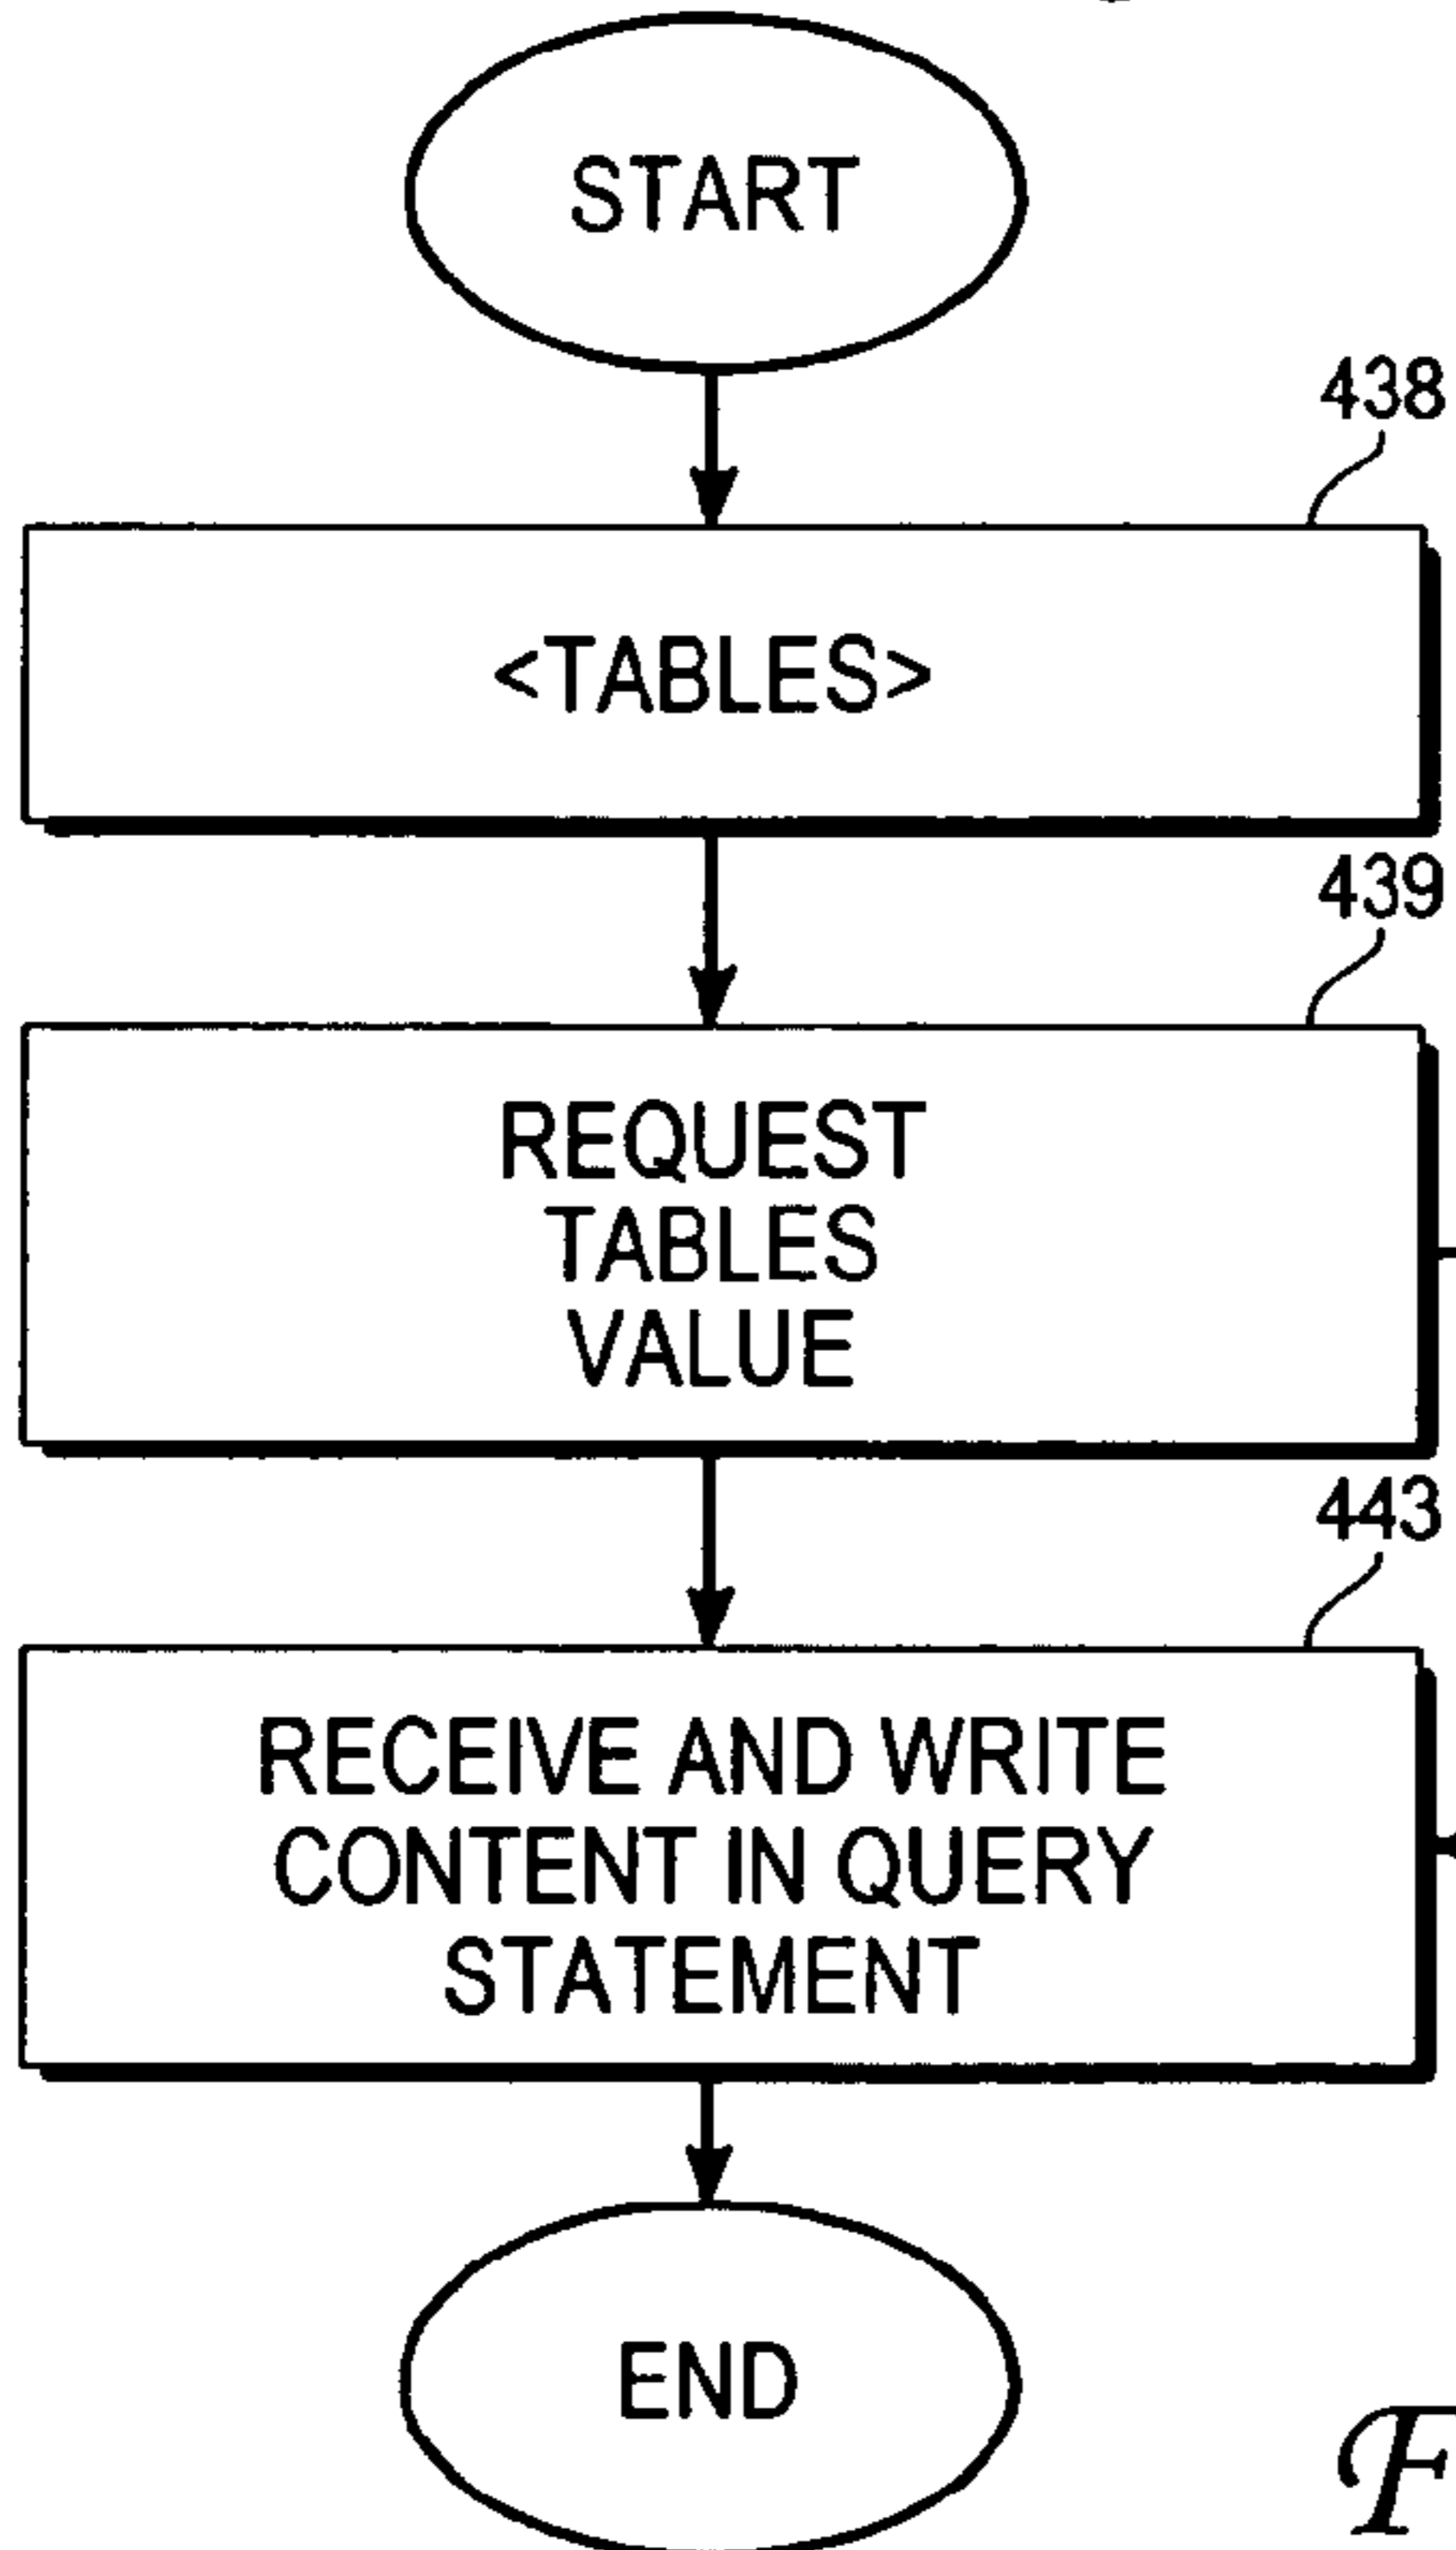 START
438
<TABLES>
439
REQUEST
TABLES
VALUE
443
RECEIVE AND WRITE
CONTENT IN QUERY
STATEMENT
END
F